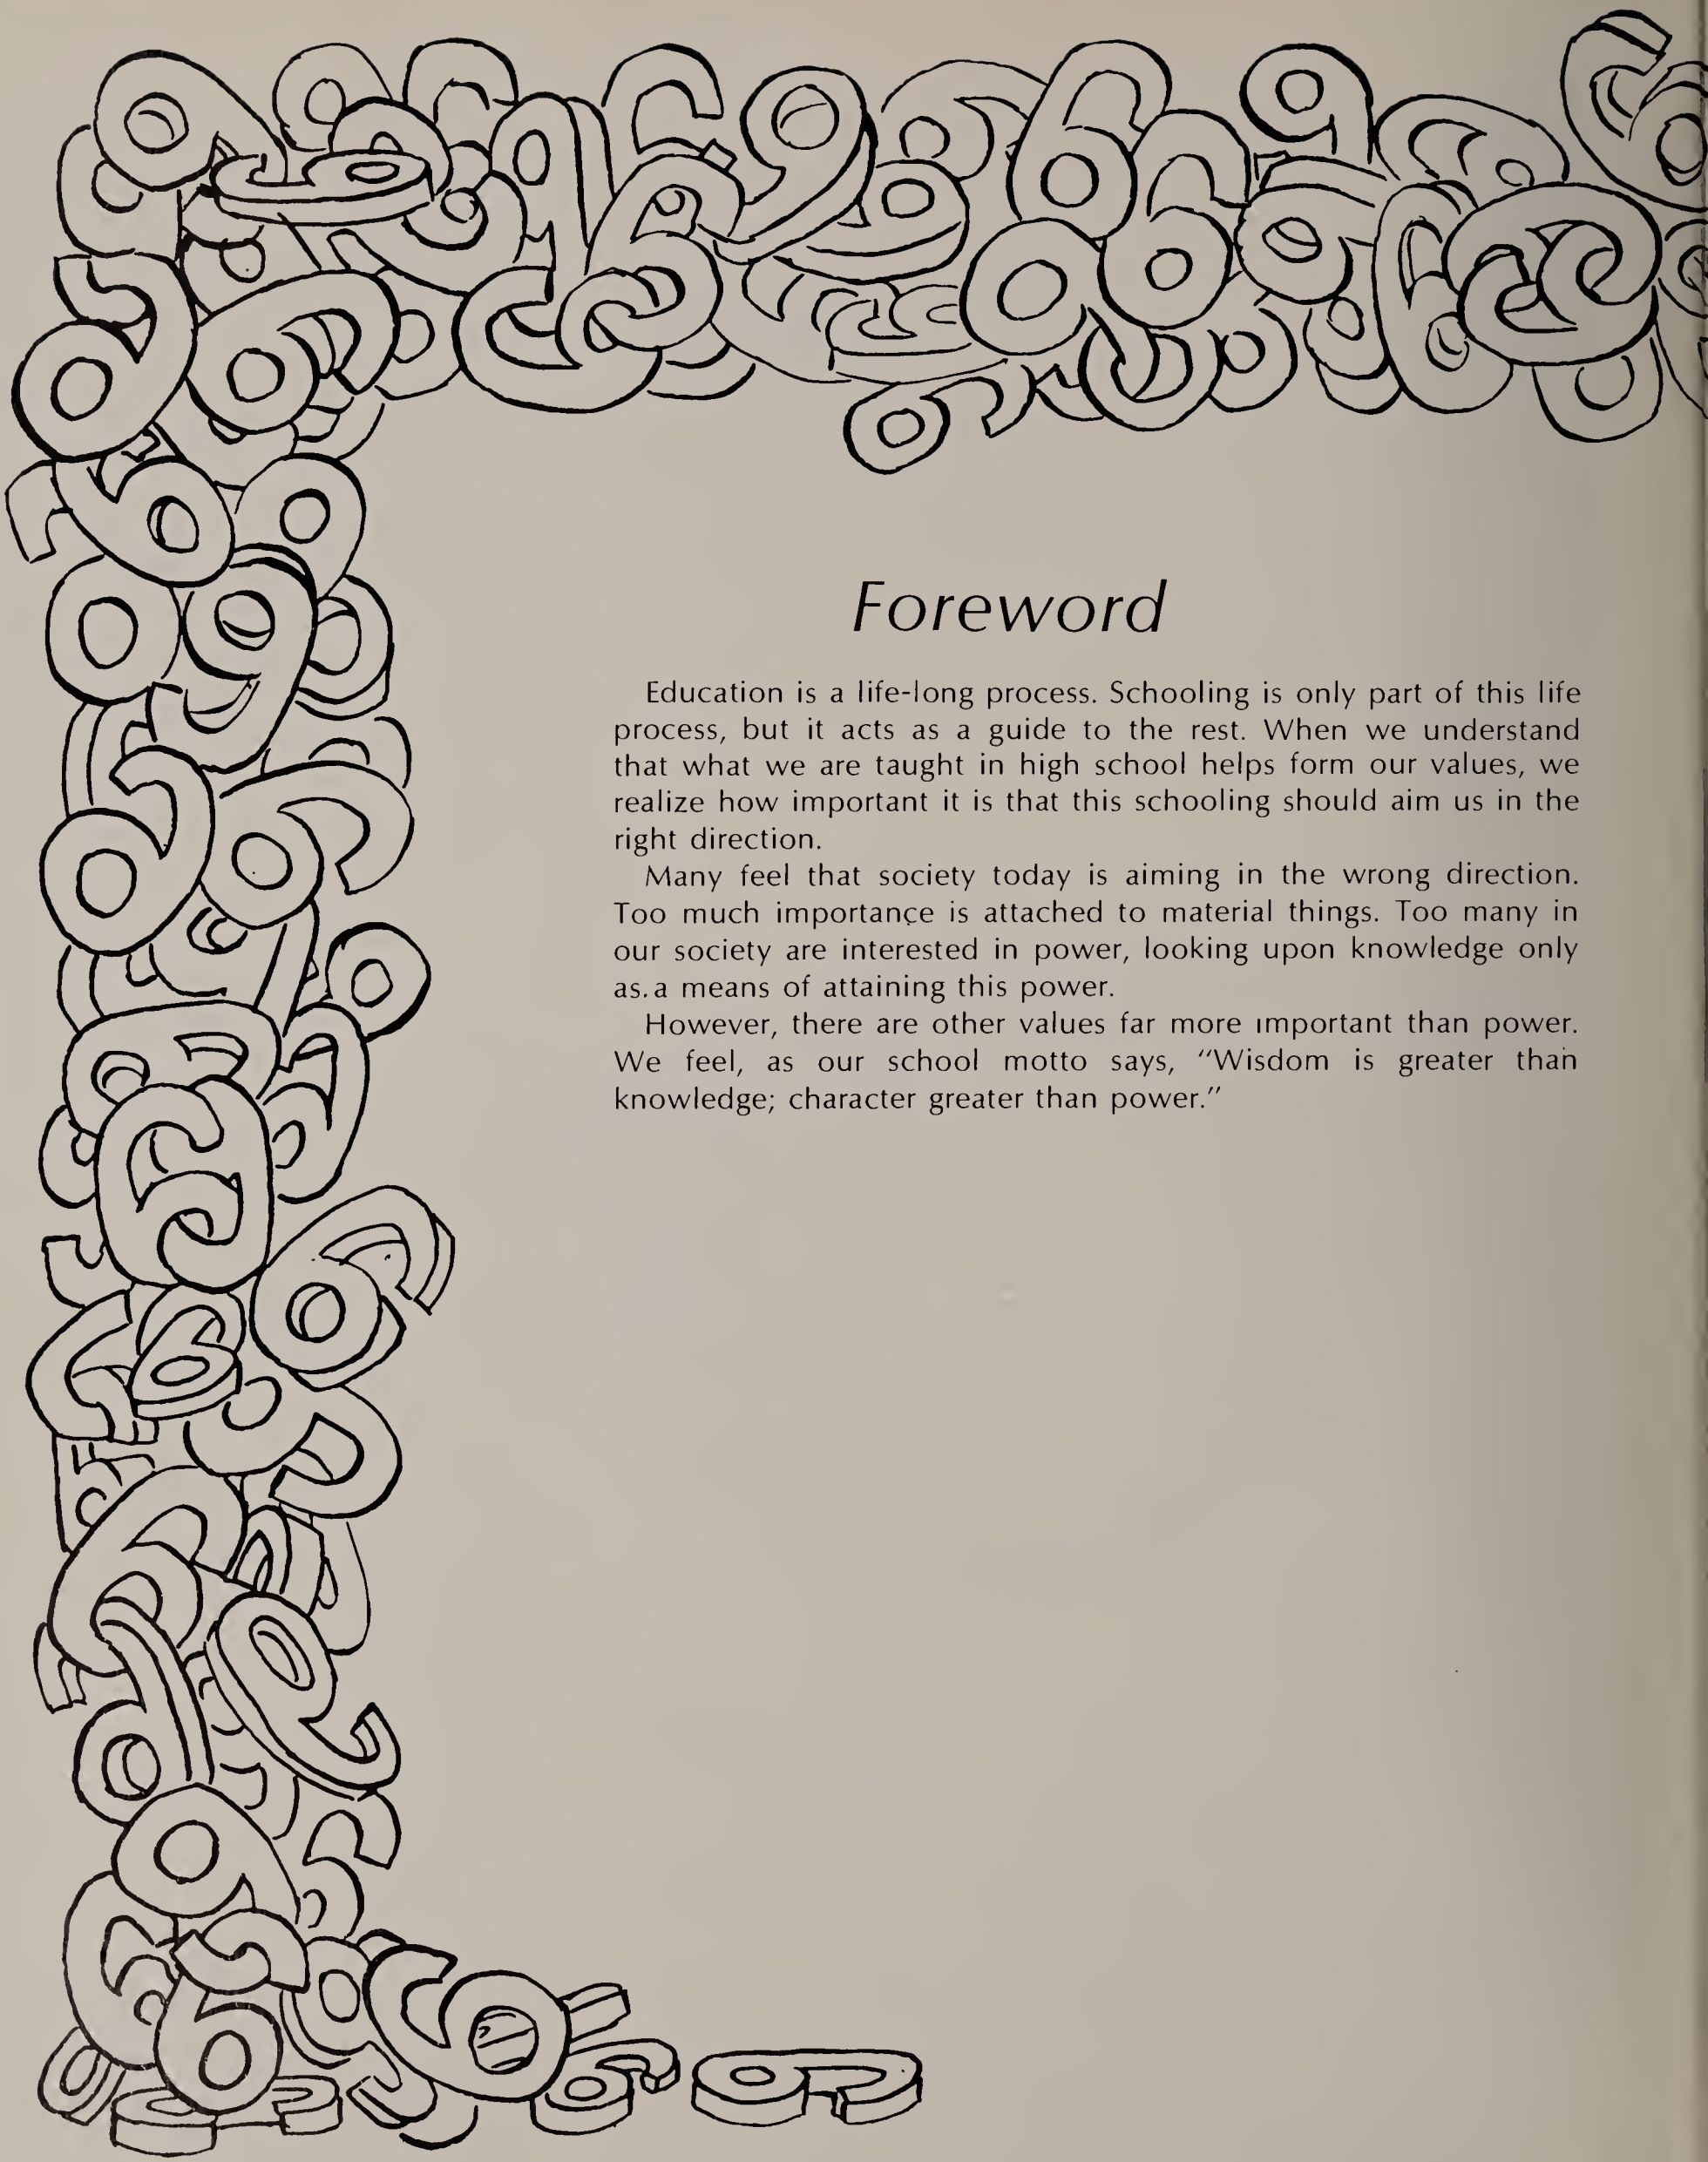 Foreword
Education is a life-long process. Schooling is only part of this life
process, but it acts as a guide to the rest. When we understand
that what we are taught in high school helps form our values, we
realize how important it is that this schooling should aim us in the
right direction.
Many feel that society today is aiming in the wrong direction.
Too much importance is attached to material things. Too many in
our society are interested in power, looking upon knowledge only
as a means of attaining this power.
However, there are other values far more important than power.
We feel, as our school motto says, “Wisdom is greater than
knowledge; character greater than power.”